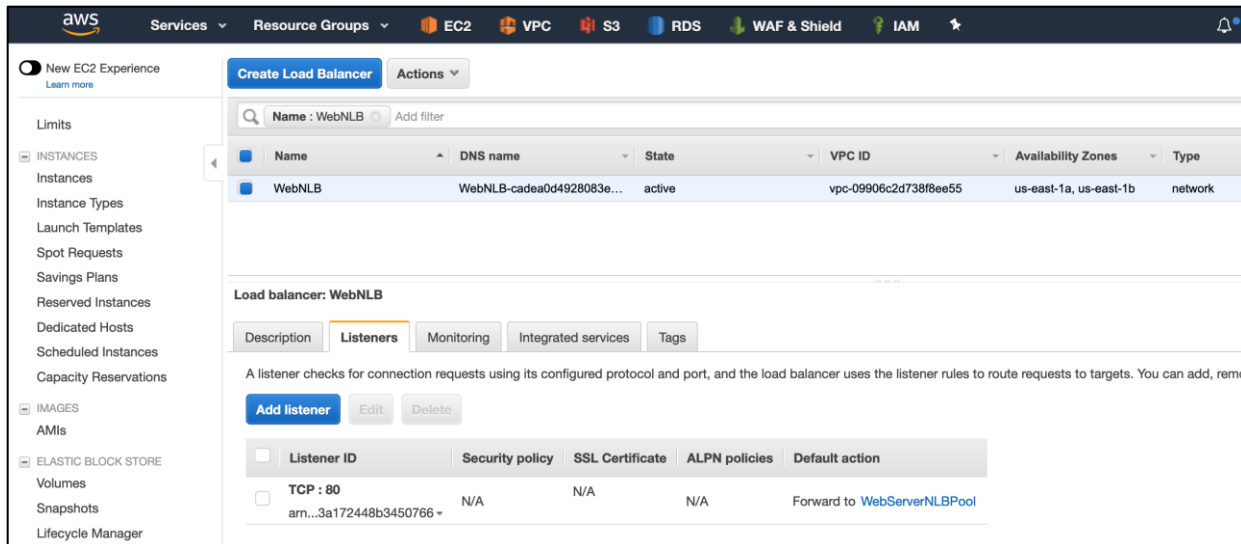 aws Services Resource Groups EC2 VPC S3 RDS WAF & Shield IAM
New EC2 Experience
Learn more
Limits
INSTANCES
Instances
Instance Types
Launch Templates
Spot Requests
Savings Plans
Reserved Instances
Dedicated Hosts
Scheduled Instances
Capacity Reservations
IMAGES
AMIs
ELASTIC BLOCK STORE
Volumes
Snapshots
Lifecycle Manager
Create Load Balancer Actions
Name : WebNLB Add filter
Name DNS name State VPC ID Availability Zones Type
WebNLB WebNLB-cadea0d4928083e... active vpc-09906c2d738f8ee55 us-east-1a, us-east-1b network
Load balancer: WebNLB
Description Listeners Monitoring Integrated services Tags
A listener checks for connection requests using its configured protocol and port, and the load balancer uses the listener rules to route requests to targets. You can add, rem
Add listener Edit Delete
Listener ID Security policy SSL Certificate ALPN policies Default action
TCP : 80 N/A N/A N/A Forward to WebServerNLBPool
arn...3a172448b3450766